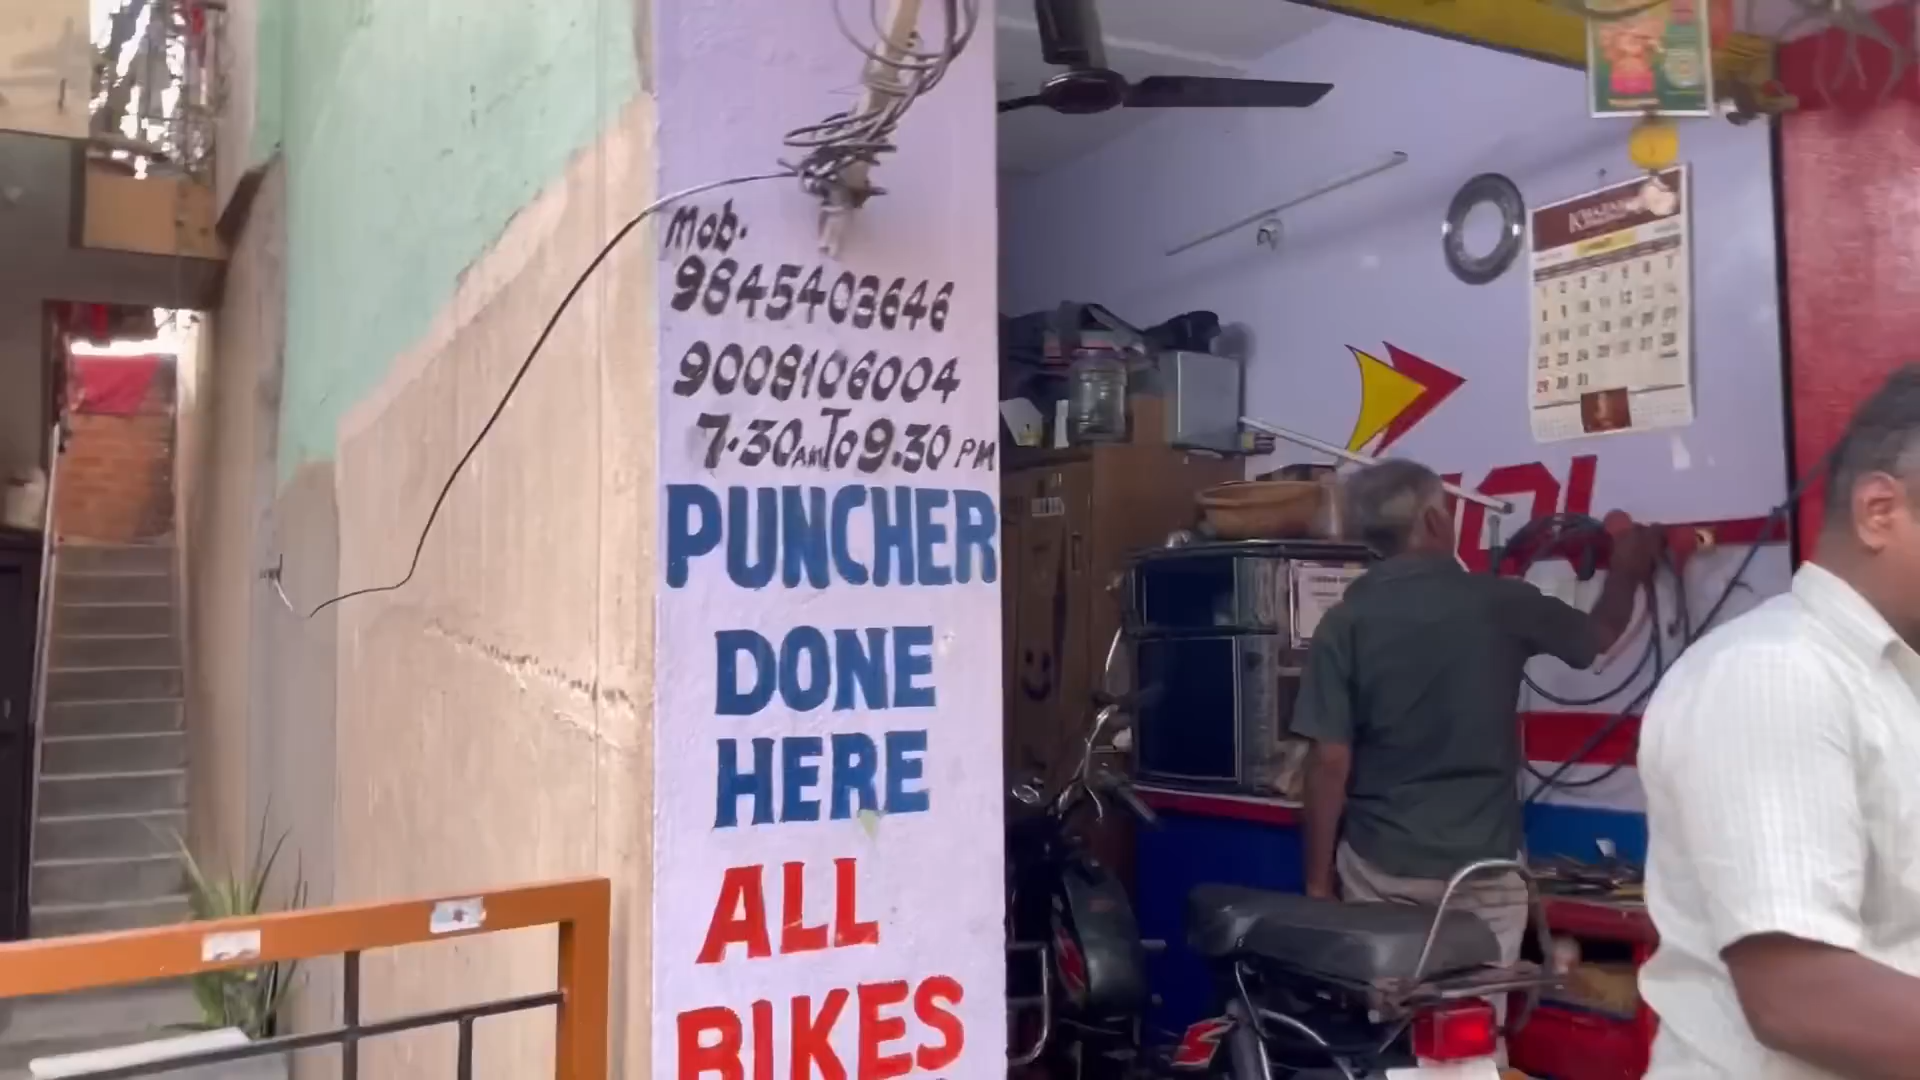 Mob.
9845403646
9008106004
7.30AM To 9.30 PM
PUNCHER
DONE
HERE
ALL
BIKES